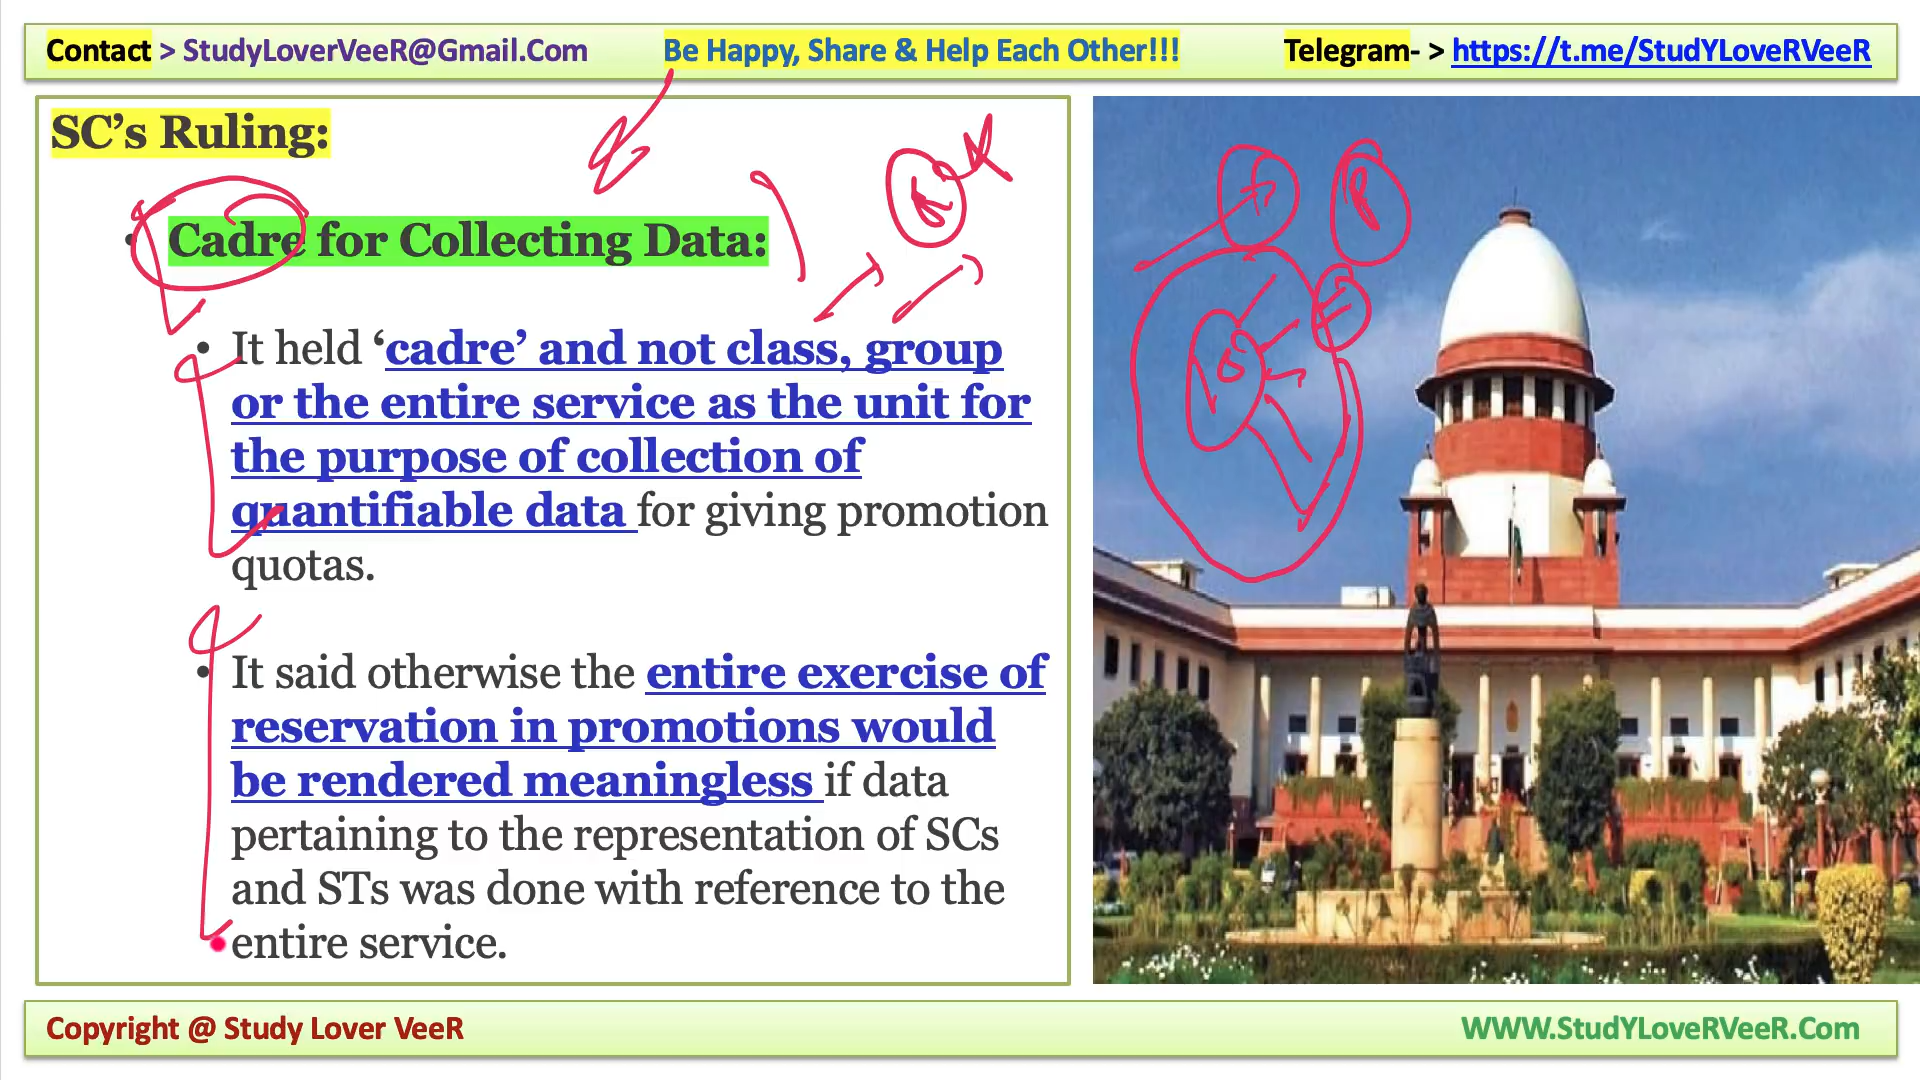 Contact > StudyLoverVeeR@Gmail.Com Be Happy, Share & Help Each Other!!! Telegram- > https://t.me/StudYLoveRVeeR
SC's Ruling:
• Cadre for Collecting Data:
• It held ‘cadre’ and not class, group
or the entire service as the unit for
the purpose of collection of
quantifiable data for giving promotion
quotas.
• It said otherwise the entire exercise of
reservation in promotions would
be rendered meaningless if data
pertaining to the representation of SCs
and STs was done with reference to the
entire service.
Copyright @ Study Lover VeeR WWW.StudYLoveRVeeR.Com